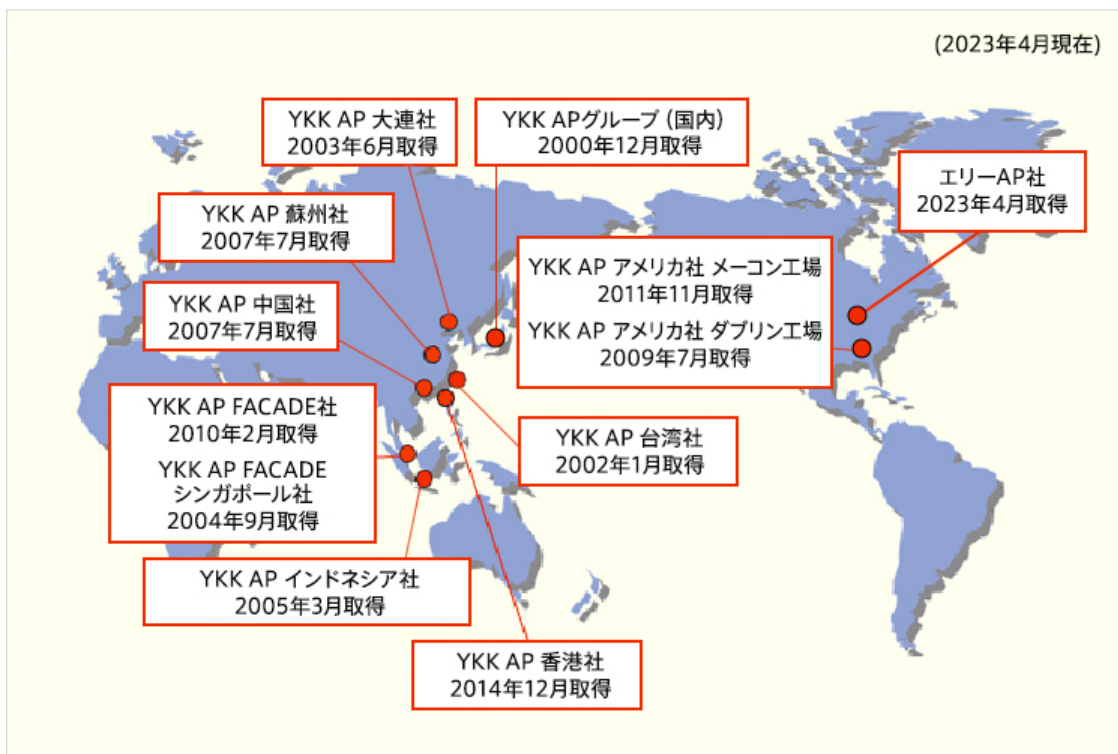 (2023年4月現在)
YKK AP 大連社
2003年6月取得
YKK APグループ (国内)
2000年12月取得
エリーAP社
2023年4月取得
YKK AP 蘇州社
2007年7月取得
YKK AP アメリカ社 メーコン工場
2011年11月取得
YKK AP アメリカ社 ダブリン工場
2009年7月取得
YKK AP 中国社
2007年7月取得
YKK AP FACADE社
2010年2月取得
YKK AP FACADE
シンガポール社
2004年9月取得
YKK AP 台湾社
2002年1月取得
YKK AP インドネシア社
2005年3月取得
YKK AP 香港社
2014年12月取得